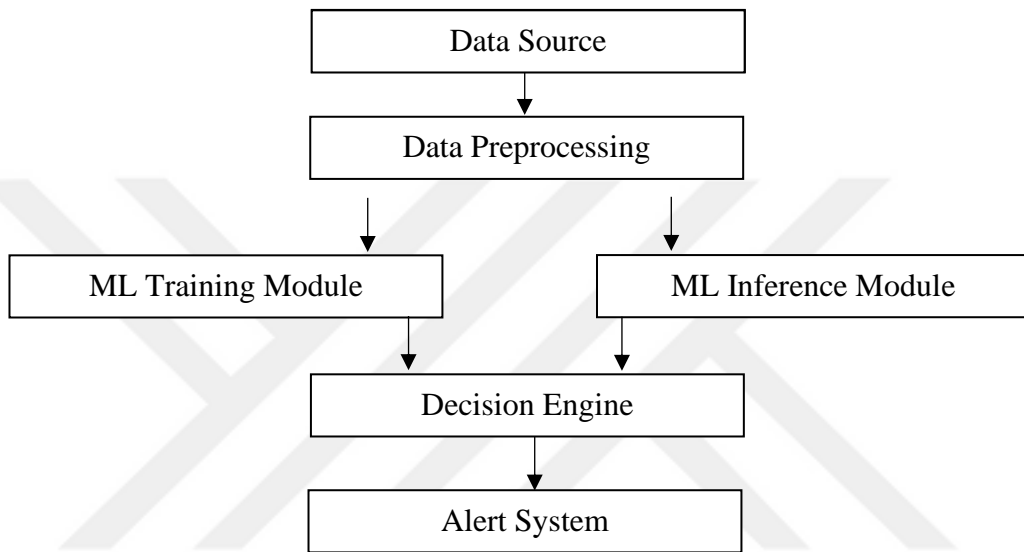 Data Source
Data Preprocessing
ML Training Module
ML Inference Module
Decision Engine
Alert System